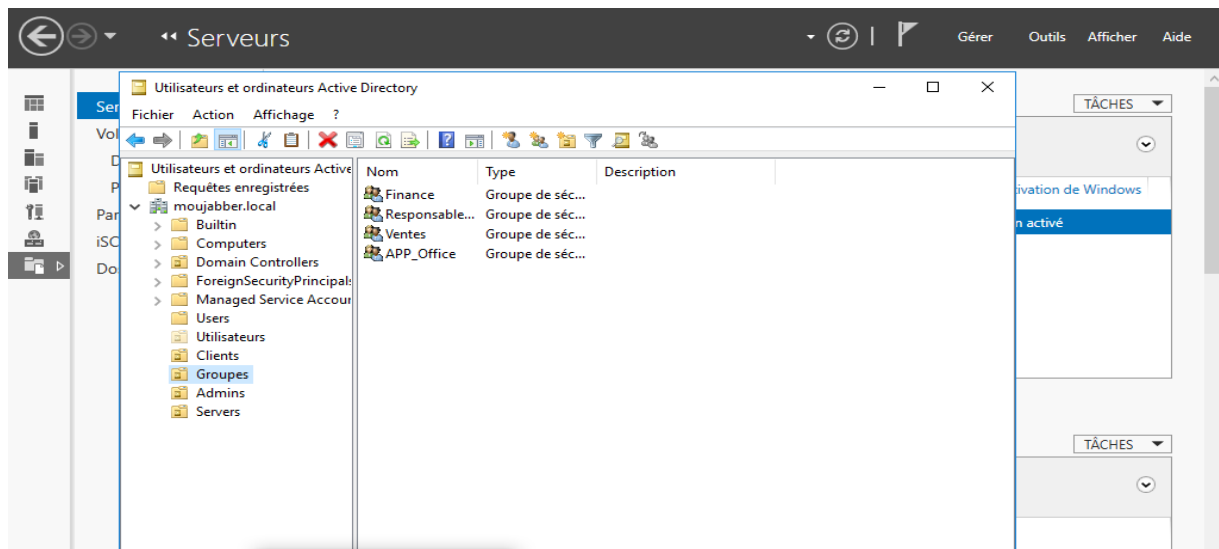 Serveurs
Gérer Outils Afficher Aide
Utilisateurs et ordinateurs Active Directory
Fichier Action Affichage ?
Utilisateurs et ordinateurs Active
Requêtes enregistrées
moujabber.local
Builtin
Computers
Domain Controllers
ForeignSecurityPrincipal:
Managed Service Accour
Users
Utilisateurs
Clients
Groupes
Admins
Servers
Nom Type Description
Finance Groupe de séc...
Responsable... Groupe de séc...
Ventes Groupe de séc...
APP_Office Groupe de séc...
Ser
Vol
D
P
Par
iSC
Do
TÂCHES
ivation de Windows
n activé
TÂCHES